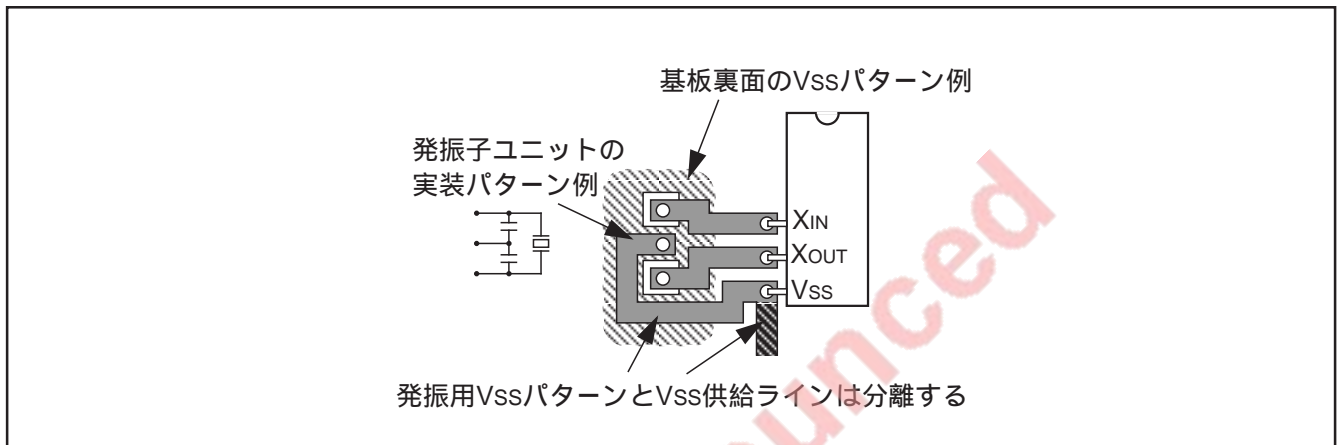 基板裏面のVssパターン例
発振子ユニットの
実装パターン例
XIN
XOUT
Vss
発振用VssパターンとVss供給ラインは分離する